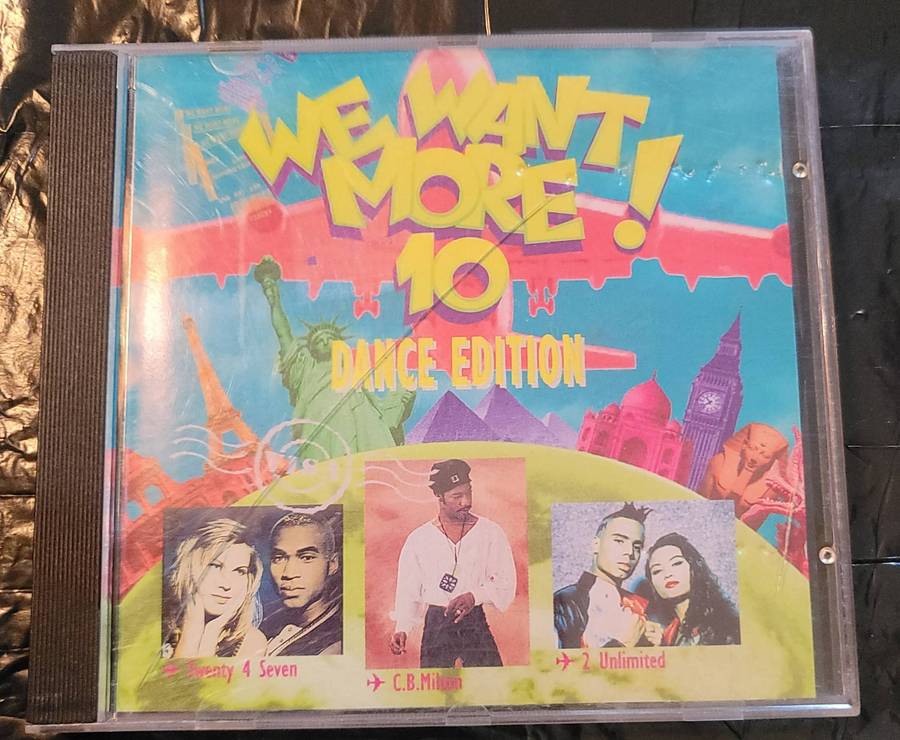 WE WANT
MORE!
10
DANCE EDITION
Twenty 4 Seven
C.B.Milton
2 Unlimited